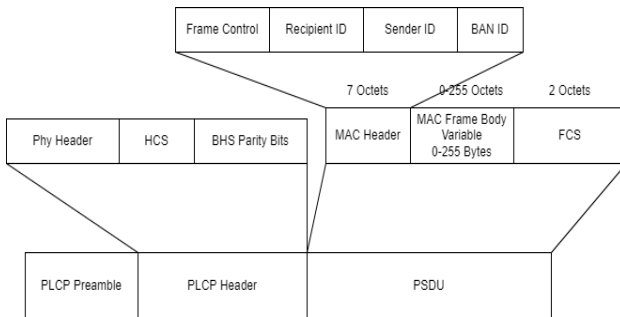 Frame Control Recipient ID Sender ID BAN ID
7 Octets 0-255 Octets 2 Octets
Phy Header HCS BHS Parity Bits
MAC Header
MAC Frame Body
Variable
0-255 Bytes
FCS
PLCP Preamble PLCP Header PSDU